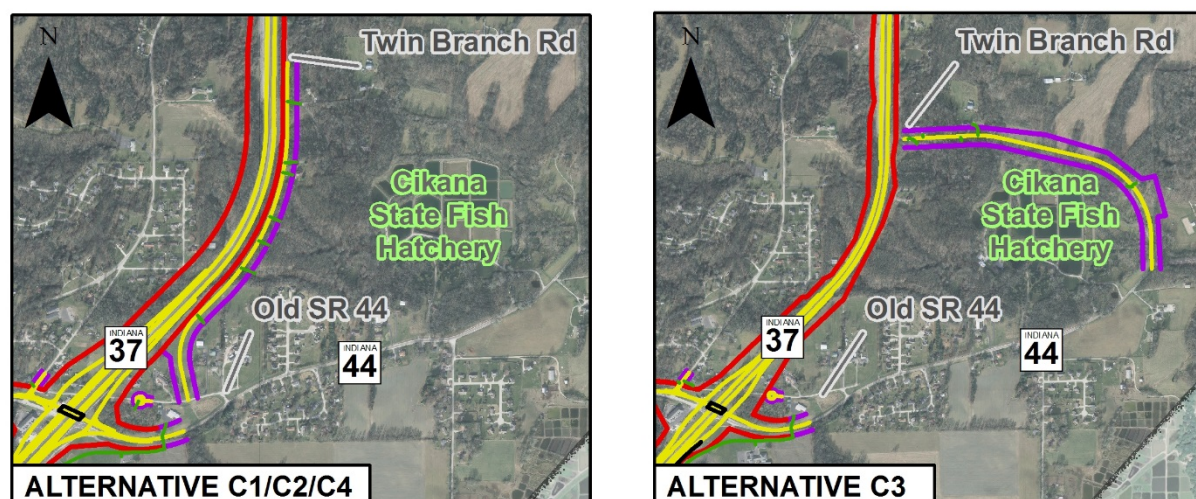 N
Twin Branch Rd
Cikana
State Fish
Hatchery
Old SR 44
INDIANA
37
INDIANA
44
ALTERNATIVE C1/C2/C4
N
Twin Branch Rd
Cikana
State Fish
Hatchery
Old SR 44
INDIANA
37
INDIANA
44
ALTERNATIVE C3